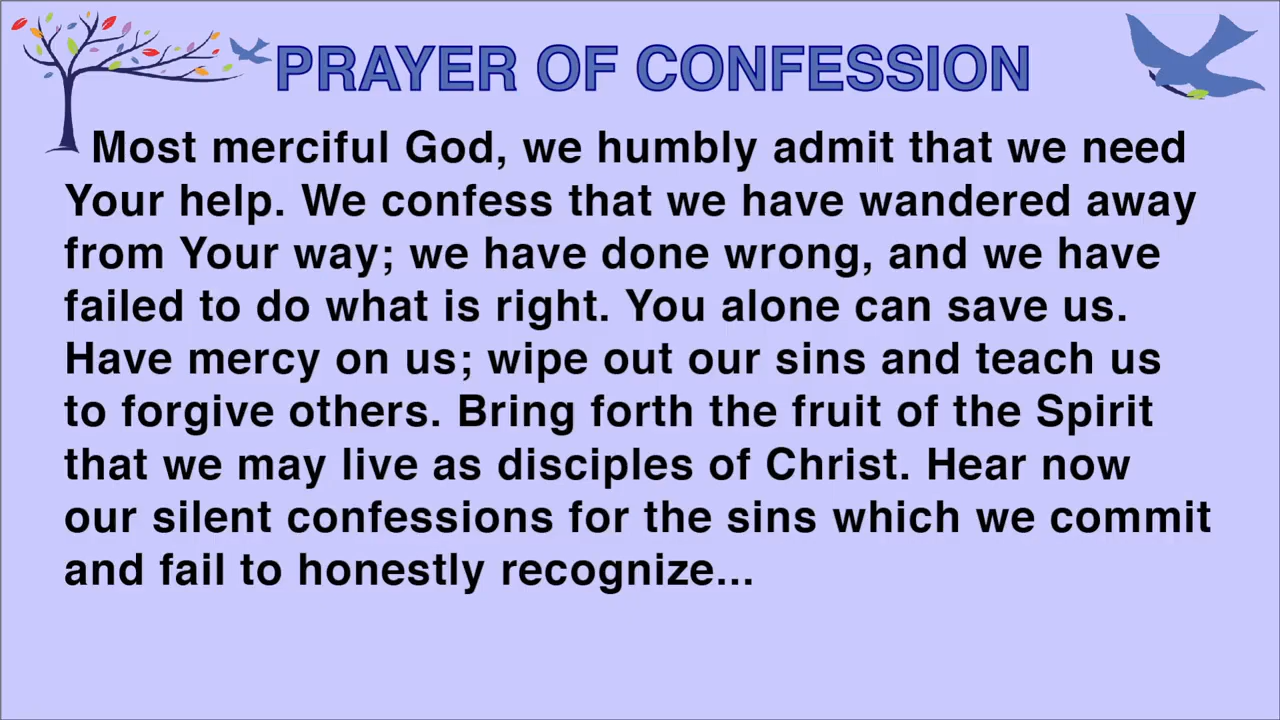 PRAYER OF CONFESSION
Most merciful God, we humbly admit that we need
Your help. We confess that we have wandered away
from Your way; we have done wrong, and we have
failed to do what is right. You alone can save us.
Have mercy on us; wipe out our sins and teach us
to forgive others. Bring forth the fruit of the Spirit
that we may live as disciples of Christ. Hear now
our silent confessions for the sins which we commit
and fail to honestly recognize...